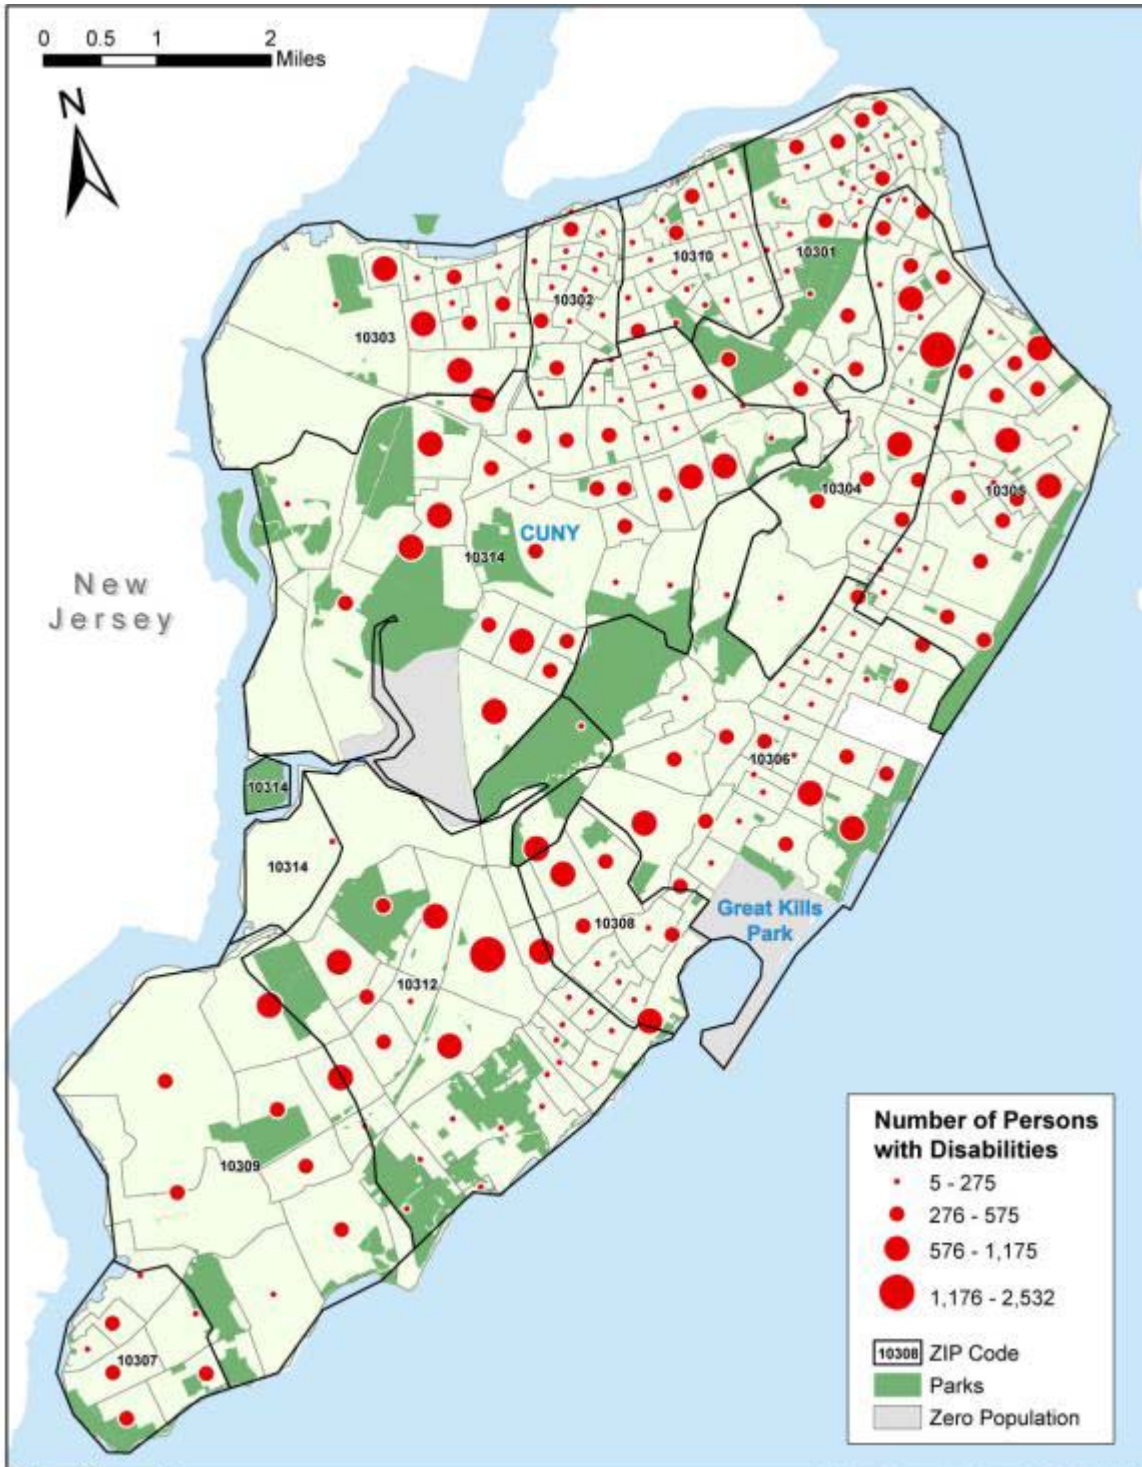 0 0.5 1 2
Miles
N
10301
10310
10302
10303
10304
10305
CUNY
10314
New
Jersey
10306
10314
10314
10308
Great Kills
Park
10312
10309
10307
Number of Persons
with Disabilities
5 - 275
276 - 575
576 - 1,175
1,176 - 2,532
10308 ZIP Code
Parks
Zero Population